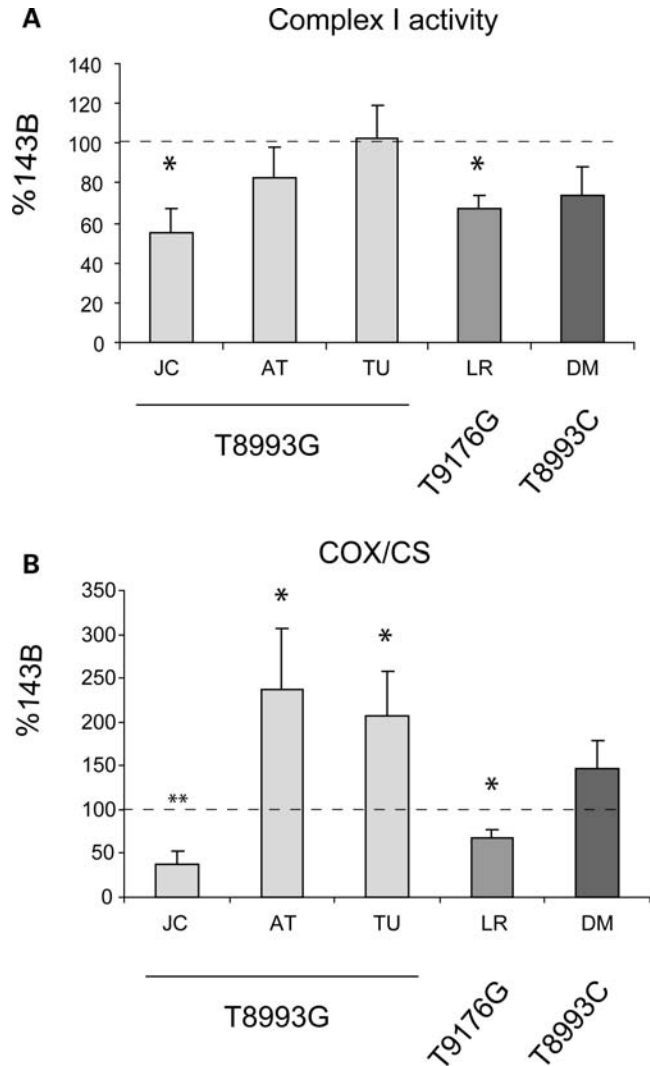 A
Complex I activity
%143B
140
120
100
80
60
40
20
0
*
*
JC AT TU LR DM
T8993G
T9176G
T8993C
B
COX/CS
%143B
350
300
250
200
150
100
50
0
**
*
*
*
JC AT TU LR DM
T8993G
T9176G
T8993C